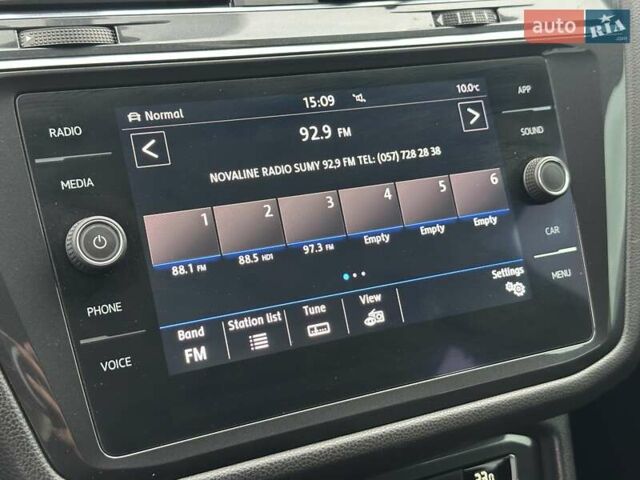 auto RIA
.com
RADIO
MEDIA
PHONE
VOICE
APP
SOUND
CAR
MENU
Normal
15:09
10.0°C
92.9 FM
NOVALINE RADIO SUMY 92,9 FM TEL: (057) 728 28 38
1 2 3 4 5 6
88.1 FM 88.5 HD1 97.3 FM Empty Empty Empty
Settings
Band Station list Tune View
FM